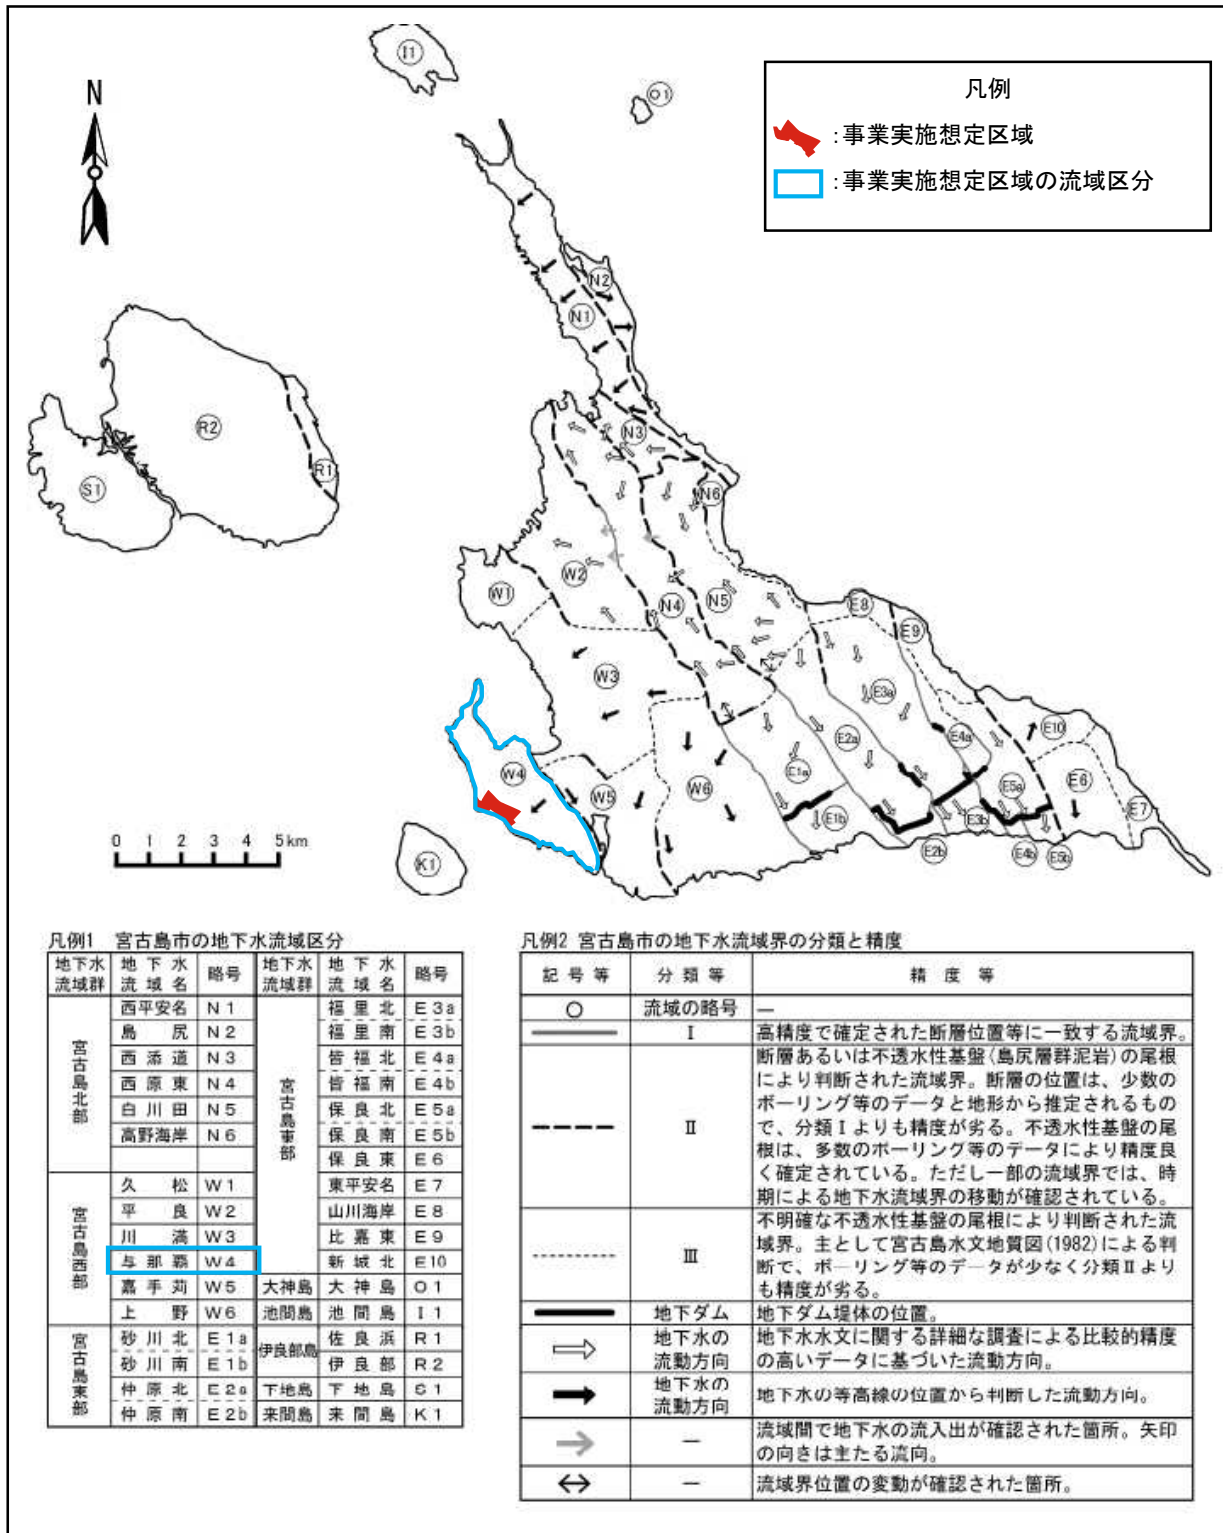 I1
O1
N
凡例
：事業実施想定区域
：事業実施想定区域の流域区分
N2
N1
R2
N3
R1
S1
N6
W2
W1
N4
N5
E8
E9
W3
E3a
E2a
E4a
E10
W4
E1a
E5a
E6
W5
W6
E1b
E3b
E7
E2b
E4b
E5b
K1
0 1 2 3 4 5km
凡例1 宮古島市の地下水流域区分
地下水流域群 地下水流域名 略号 地下水流域群 地下水流域名 略号
宮古島北部 西平安名 N1 宮古島東部 福里北 E3a
島尻 N2 福里南 E3b
西添道 N3 皆福北 E4a
西原東 N4 皆福南 E4b
白川田 N5 保良北 E5a
高野海岸 N6 保良南 E5b
保良東 E6
宮古島西部 久松 W1 東平安名 E7
平良 W2 山川海岸 E8
川満 W3 比嘉東 E9
与那覇 W4 新城北 E10
嘉手苅 W5 大神島 大神島 O1
上野 W6 池間島 池間島 I1
宮古島東部 砂川北 E1a 伊良部島 佐良浜 R1
砂川南 E1b 伊良部 R2
仲原北 E2a 下地島 下地島 S1
仲原南 E2b 来間島 来間島 K1
凡例2 宮古島市の地下水流域界の分類と精度
記号等 分類等 精度等
○ 流域の略号 ―
Ⅰ 高精度で確定された断層位置等に一致する流域界。
Ⅱ 断層あるいは不透水性基盤(島尻層群泥岩)の尾根
により判断された流域界。断層の位置は、少数の
ボーリング等のデータと地形から推定されるもの
で、分類Ⅰよりも精度が劣る。不透水性基盤の尾
根は、多数のボーリング等のデータにより精度良
く確定されている。ただし一部の流域界では、時
期による地下水流域界の移動が確認されている。
Ⅲ 不明確な不透水性基盤の尾根により判断された流
域界。主として宮古島水文地質図(1982)による判
断で、ボーリング等のデータが少なく分類Ⅱより
も精度が劣る。
地下ダム 地下ダム堤体の位置。
地下水の流動方向 地下水水文に関する詳細な調査による比較的精度
の高いデータに基づいた流動方向。
地下水の流動方向 地下水の等高線の位置から判断した流動方向。
― 流域間で地下水の流入出が確認された箇所。矢印
の向きは主たる流向。
― 流域界位置の変動が確認された箇所。